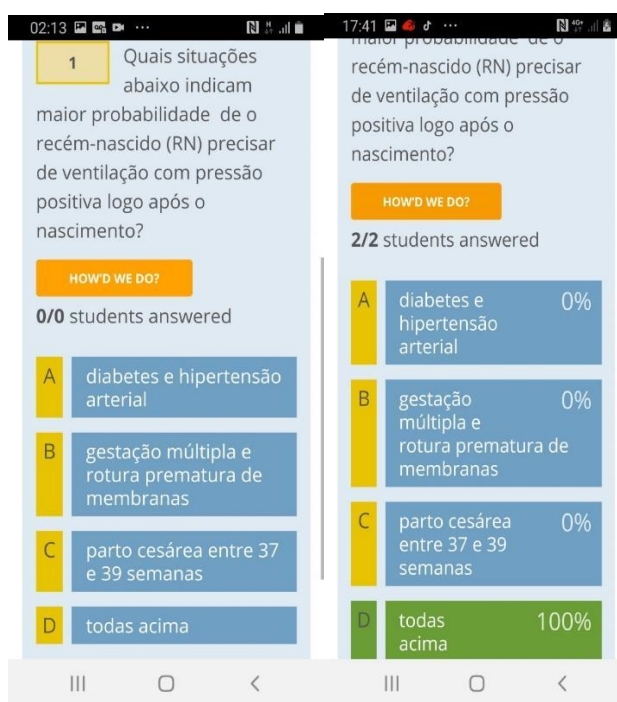 02:13
1
Quais situações
abaixo indicam
maior probabilidade de o
recém-nascido (RN) precisar
de ventilação com pressão
positiva logo após o
nascimento?
HOW'D WE DO?
0/0 students answered
A
diabetes e hipertensão
arterial
B
gestação múltipla e
rotura prematura de
membranas
C
parto cesárea entre 37
e 39 semanas
D
todas acima
17:41
maior probabilidade de o
recém-nascido (RN) precisar
de ventilação com pressão
positiva logo após o
nascimento?
HOW'D WE DO?
2/2 students answered
A
diabetes e 0%
hipertensão
arterial
B
gestação 0%
múltipla e
rotura prematura de
membranas
C
parto cesárea 0%
entre 37 e 39
semanas
D
todas 100%
acima